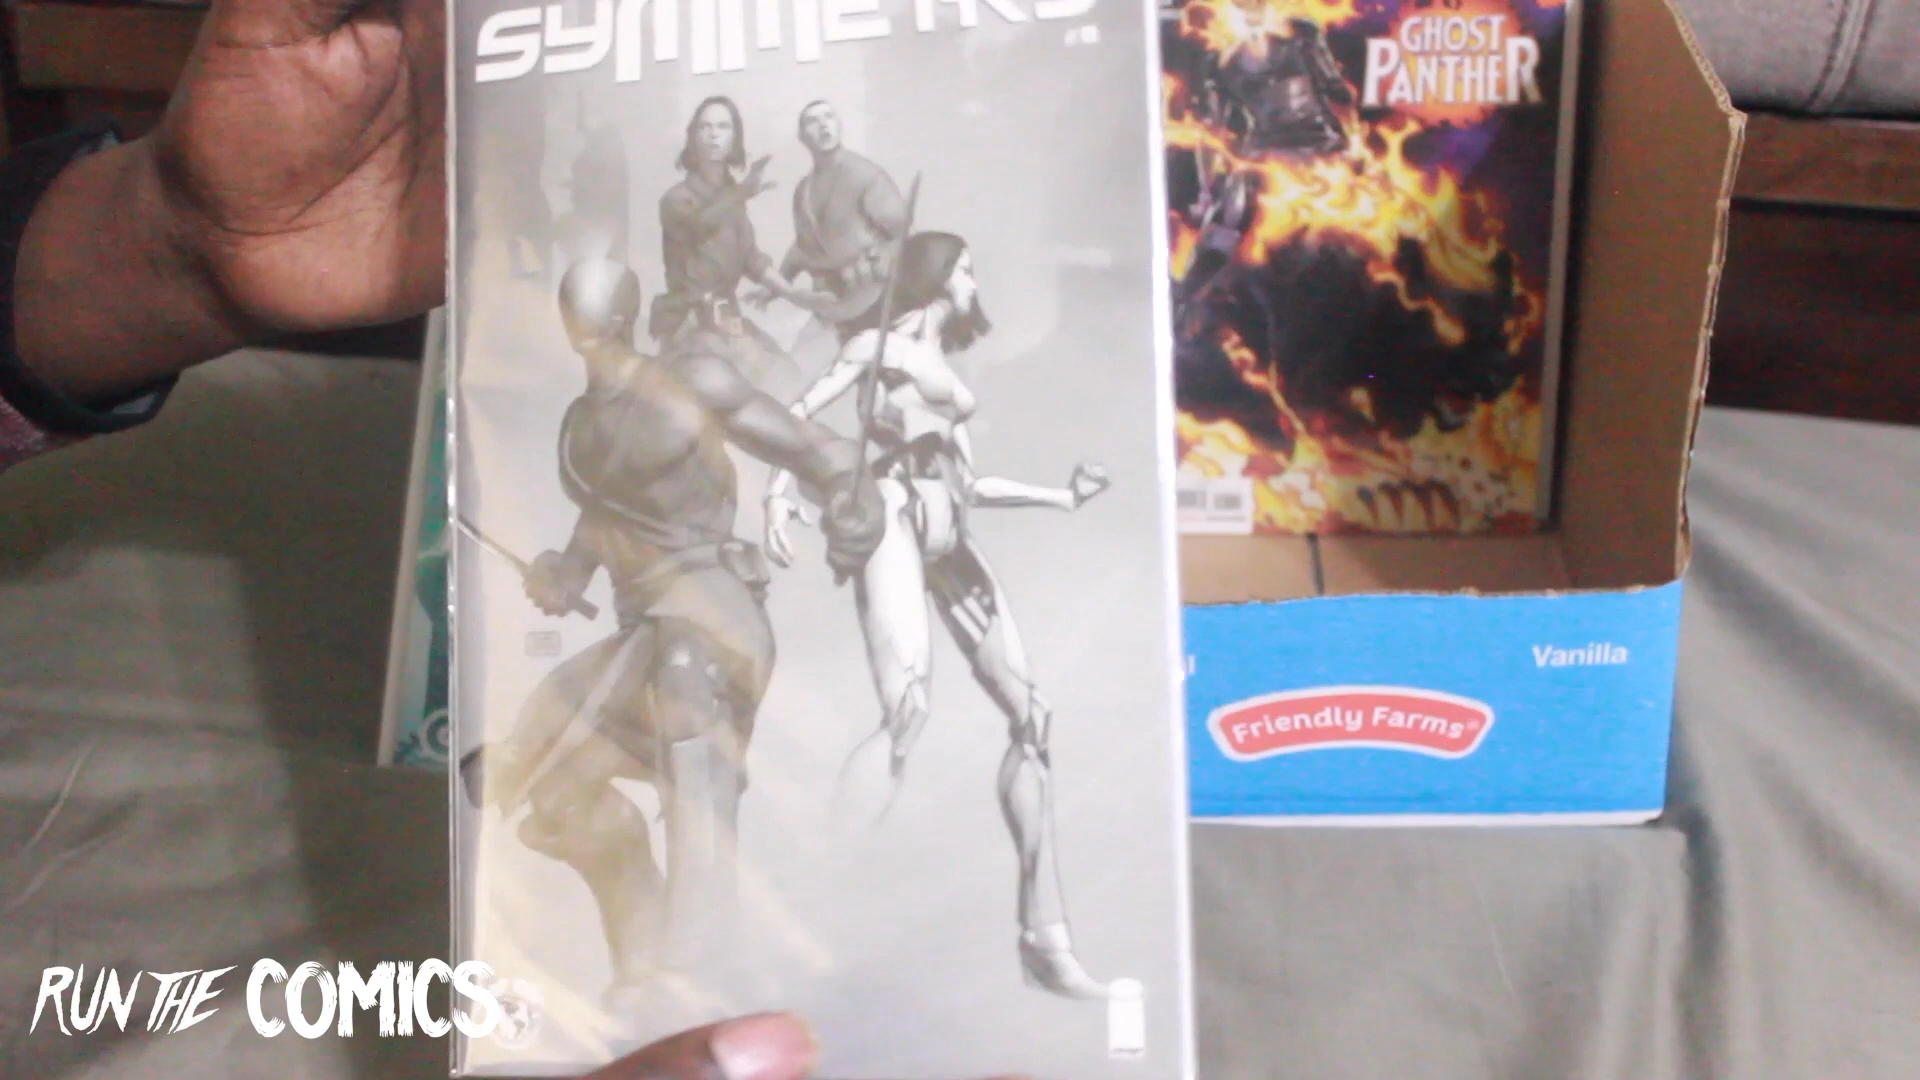 SYMMETRY
GHOST
PANTHER
Vanilla
Friendly Farms®
RUN THE COMICS